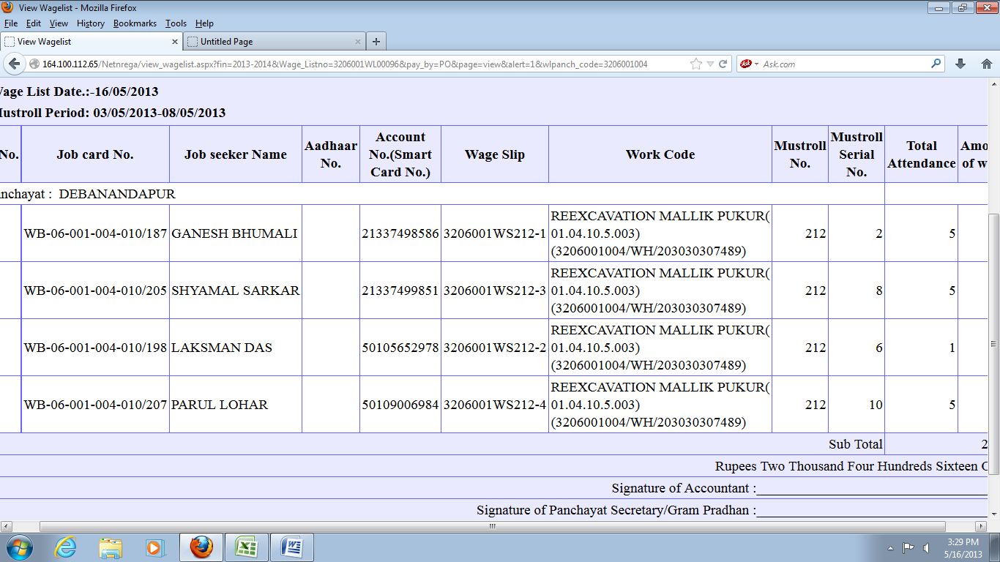 View Wagelist - Mozilla Firefox
File Edit View History Bookmarks Tools Help
View Wagelist × Untitled Page × +
164.100.112.65/Netnrega/view_wagelist.aspx?fin=2013-2014&Wage_Listno=3206001WL00096&pay_by=PO&page=view&alert=1&wlpanch_code=3206001004 Ask Ask.com
age List Date.:-16/05/2013
ustroll Period: 03/05/2013-08/05/2013
No. Job card No. Job seeker Name Aadhaar No. Account No.(Smart Card No.) Wage Slip Work Code Mustroll No. Mustroll Serial No. Total Attendance Amo of w
nchayat : DEBANANDAPUR
WB-06-001-004-010/187 GANESH BHUMALI 21337498586 3206001WS212-1 REEXCAVATION MALLIK PUKUR( 01.04.10.5.003) (3206001004/WH/203030307489) 212 2 5
WB-06-001-004-010/205 SHYAMAL SARKAR 21337499851 3206001WS212-3 REEXCAVATION MALLIK PUKUR( 01.04.10.5.003) (3206001004/WH/203030307489) 212 8 5
WB-06-001-004-010/198 LAKSMAN DAS 50105652978 3206001WS212-2 REEXCAVATION MALLIK PUKUR( 01.04.10.5.003) (3206001004/WH/203030307489) 212 6 1
WB-06-001-004-010/207 PARUL LOHAR 50109006984 3206001WS212-4 REEXCAVATION MALLIK PUKUR( 01.04.10.5.003) (3206001004/WH/203030307489) 212 10 5
Sub Total 2
Rupees Two Thousand Four Hundreds Sixteen
Signature of Accountant :
Signature of Panchayat Secretary/Gram Pradhan :
3:29 PM
5/16/2013